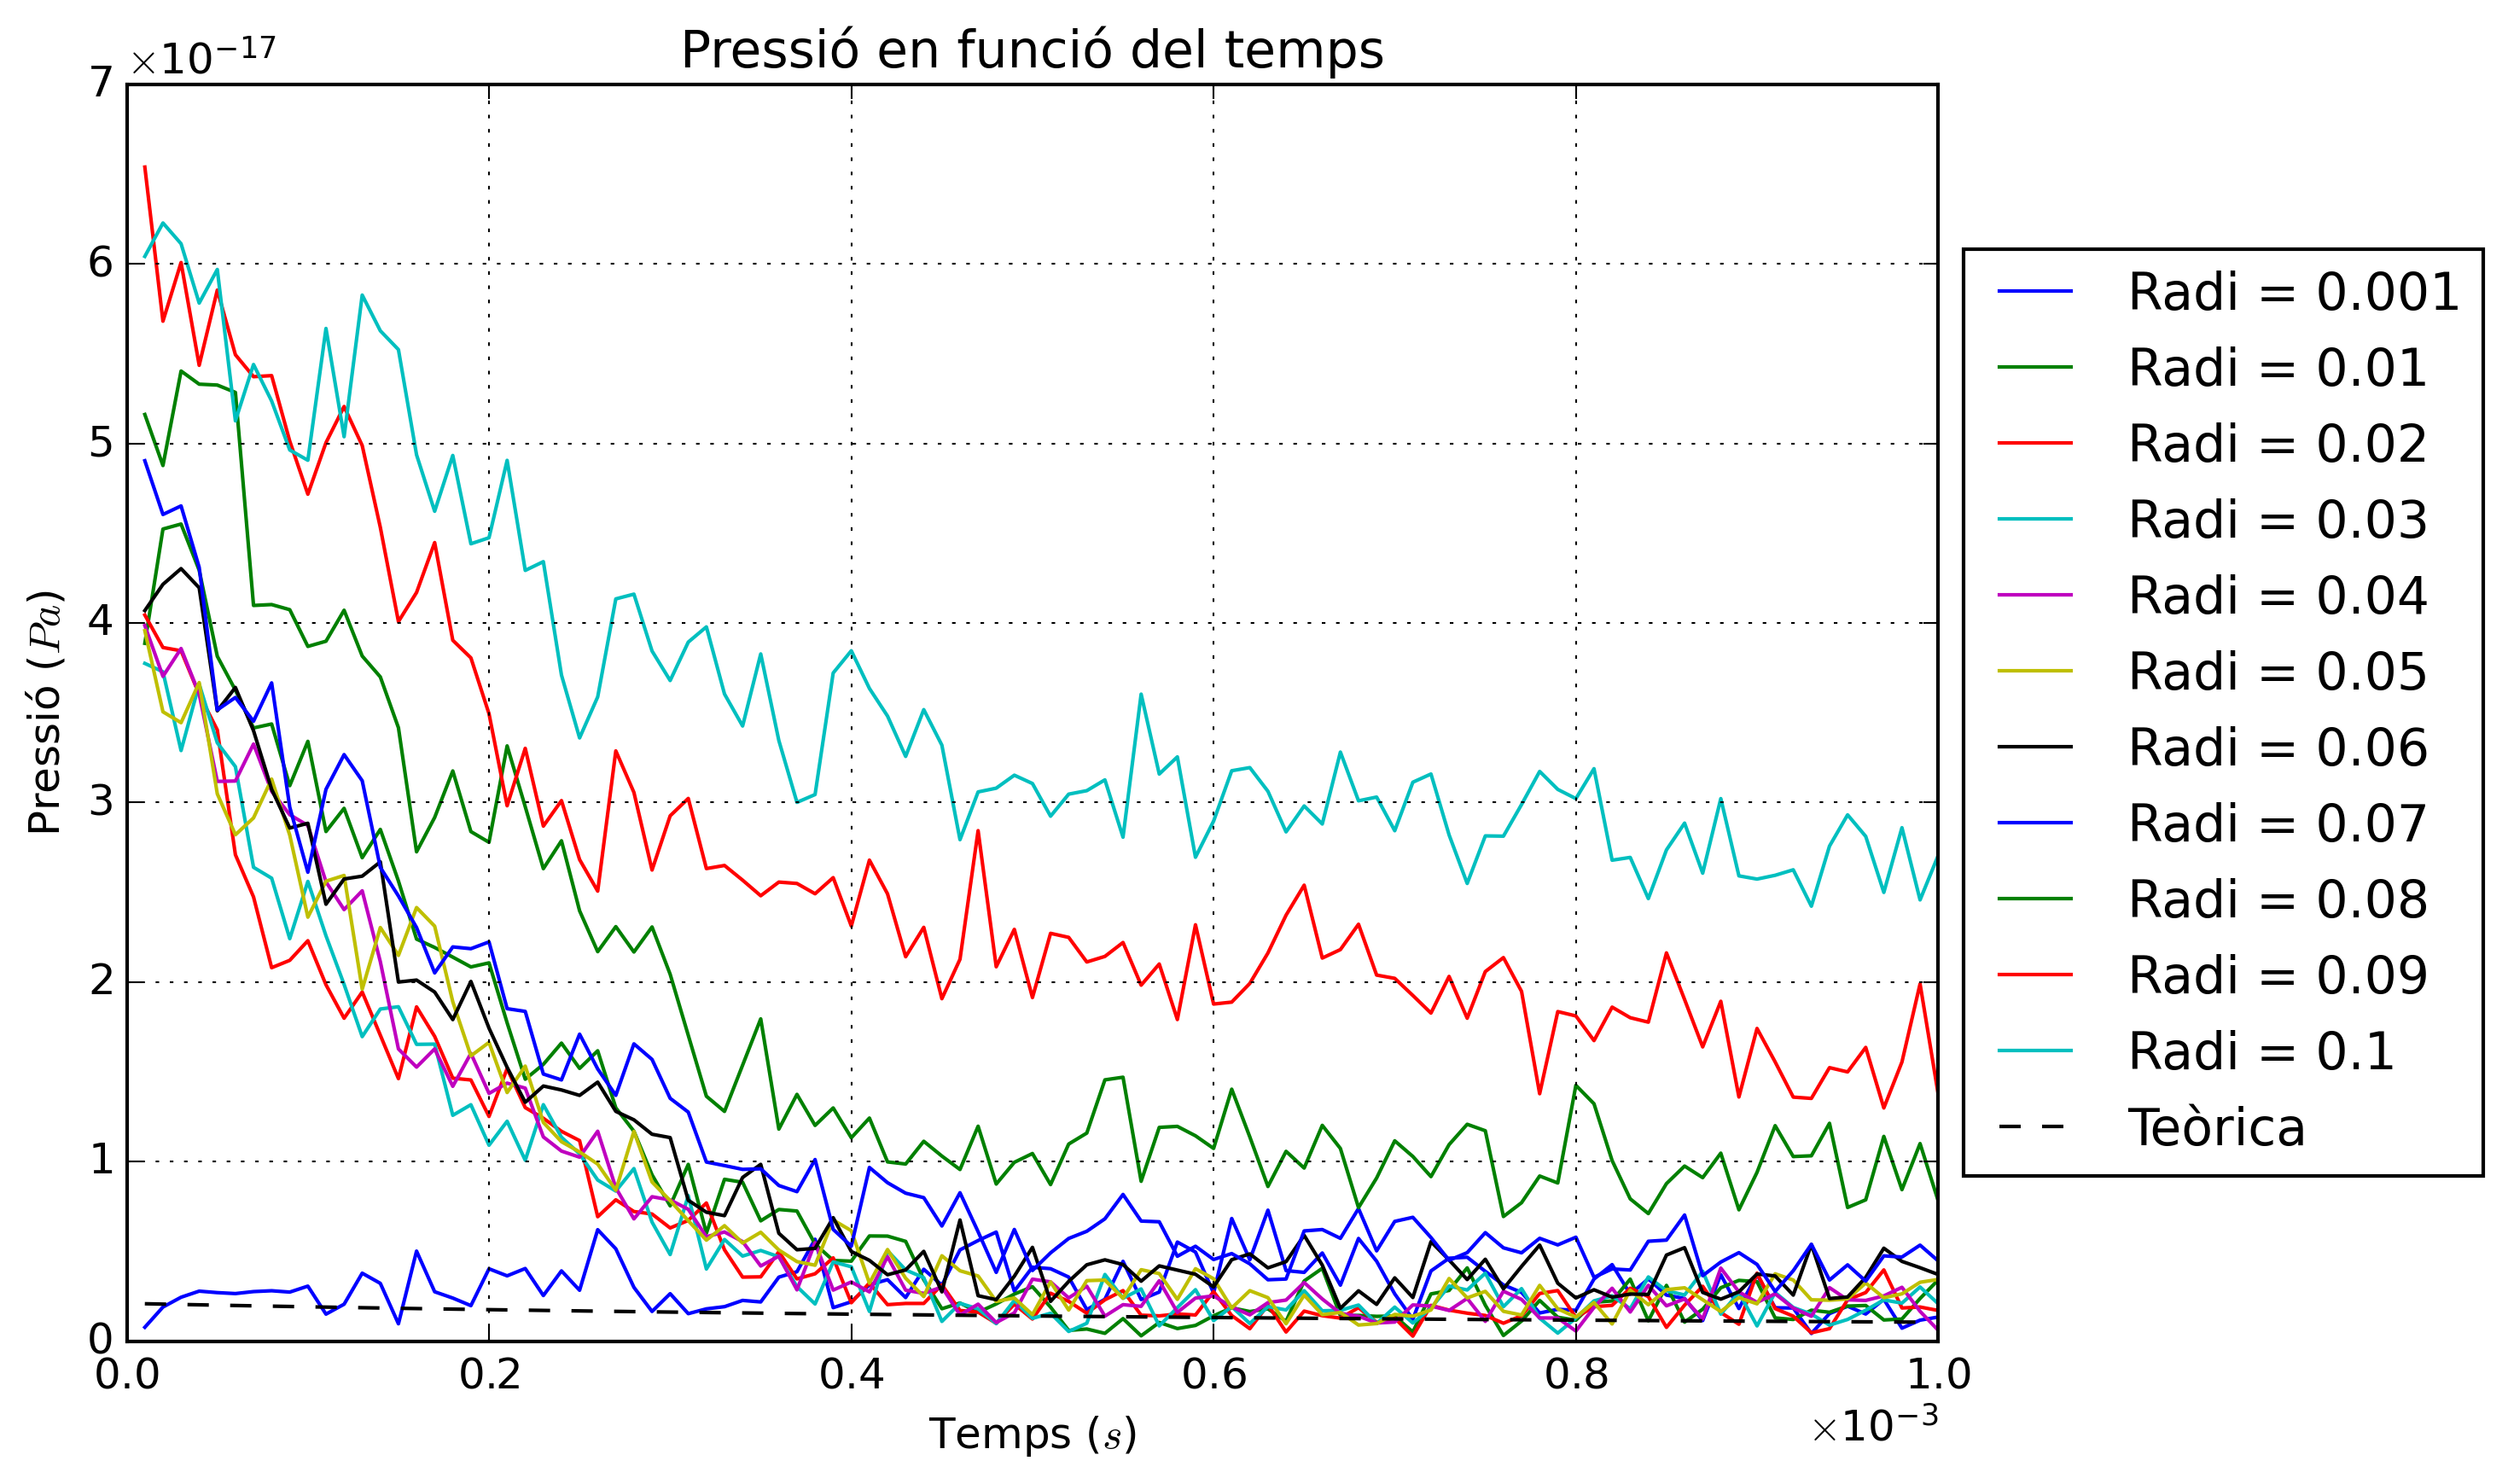 Pressió en funció del temps
×10⁻¹⁷
7
6
5
4
3
2
1
0
Pressió (Pa)
0.0 0.2 0.4 0.6 0.8 1.0
Temps (s)
×10⁻³
Radi = 0.001
Radi = 0.01
Radi = 0.02
Radi = 0.03
Radi = 0.04
Radi = 0.05
Radi = 0.06
Radi = 0.07
Radi = 0.08
Radi = 0.09
Radi = 0.1
Teòrica